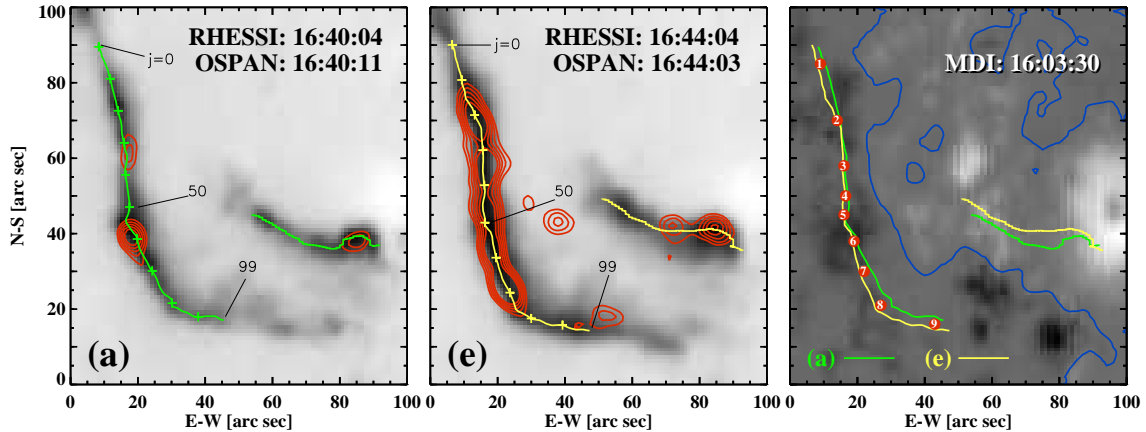 RHESSI: 16:40:04
OSPAN: 16:40:11
j=0
50
99
(a)
N-S [arc sec]
100
80
60
40
20
0
0 20 40 60 80 100
E-W [arc sec]
RHESSI: 16:44:04
OSPAN: 16:44:03
j=0
50
99
(e)
0 20 40 60 80 100
E-W [arc sec]
MDI: 16:03:30
1
2
3
4
5
6
7
8
9
(a) (e)
0 20 40 60 80 100
E-W [arc sec]